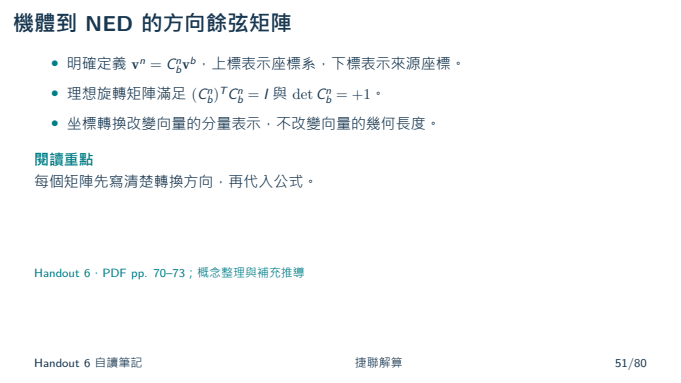 機體到 NED 的方向餘弦矩陣
• 明確定義 vⁿ = C_b^n v^b，上標表示座標系，下標表示來源座標。
• 理想旋轉矩陣滿足 (C_b^n)^T C_b^n = I 與 det C_b^n = +1。
• 坐標轉換改變向量的分量表示，不改變向量的幾何長度。
閱讀重點
每個矩陣先寫清楚轉換方向，再代入公式。
Handout 6 · PDF pp. 70–73；概念整理與補充推導
Handout 6 自讀筆記 捷聯解算 51/80